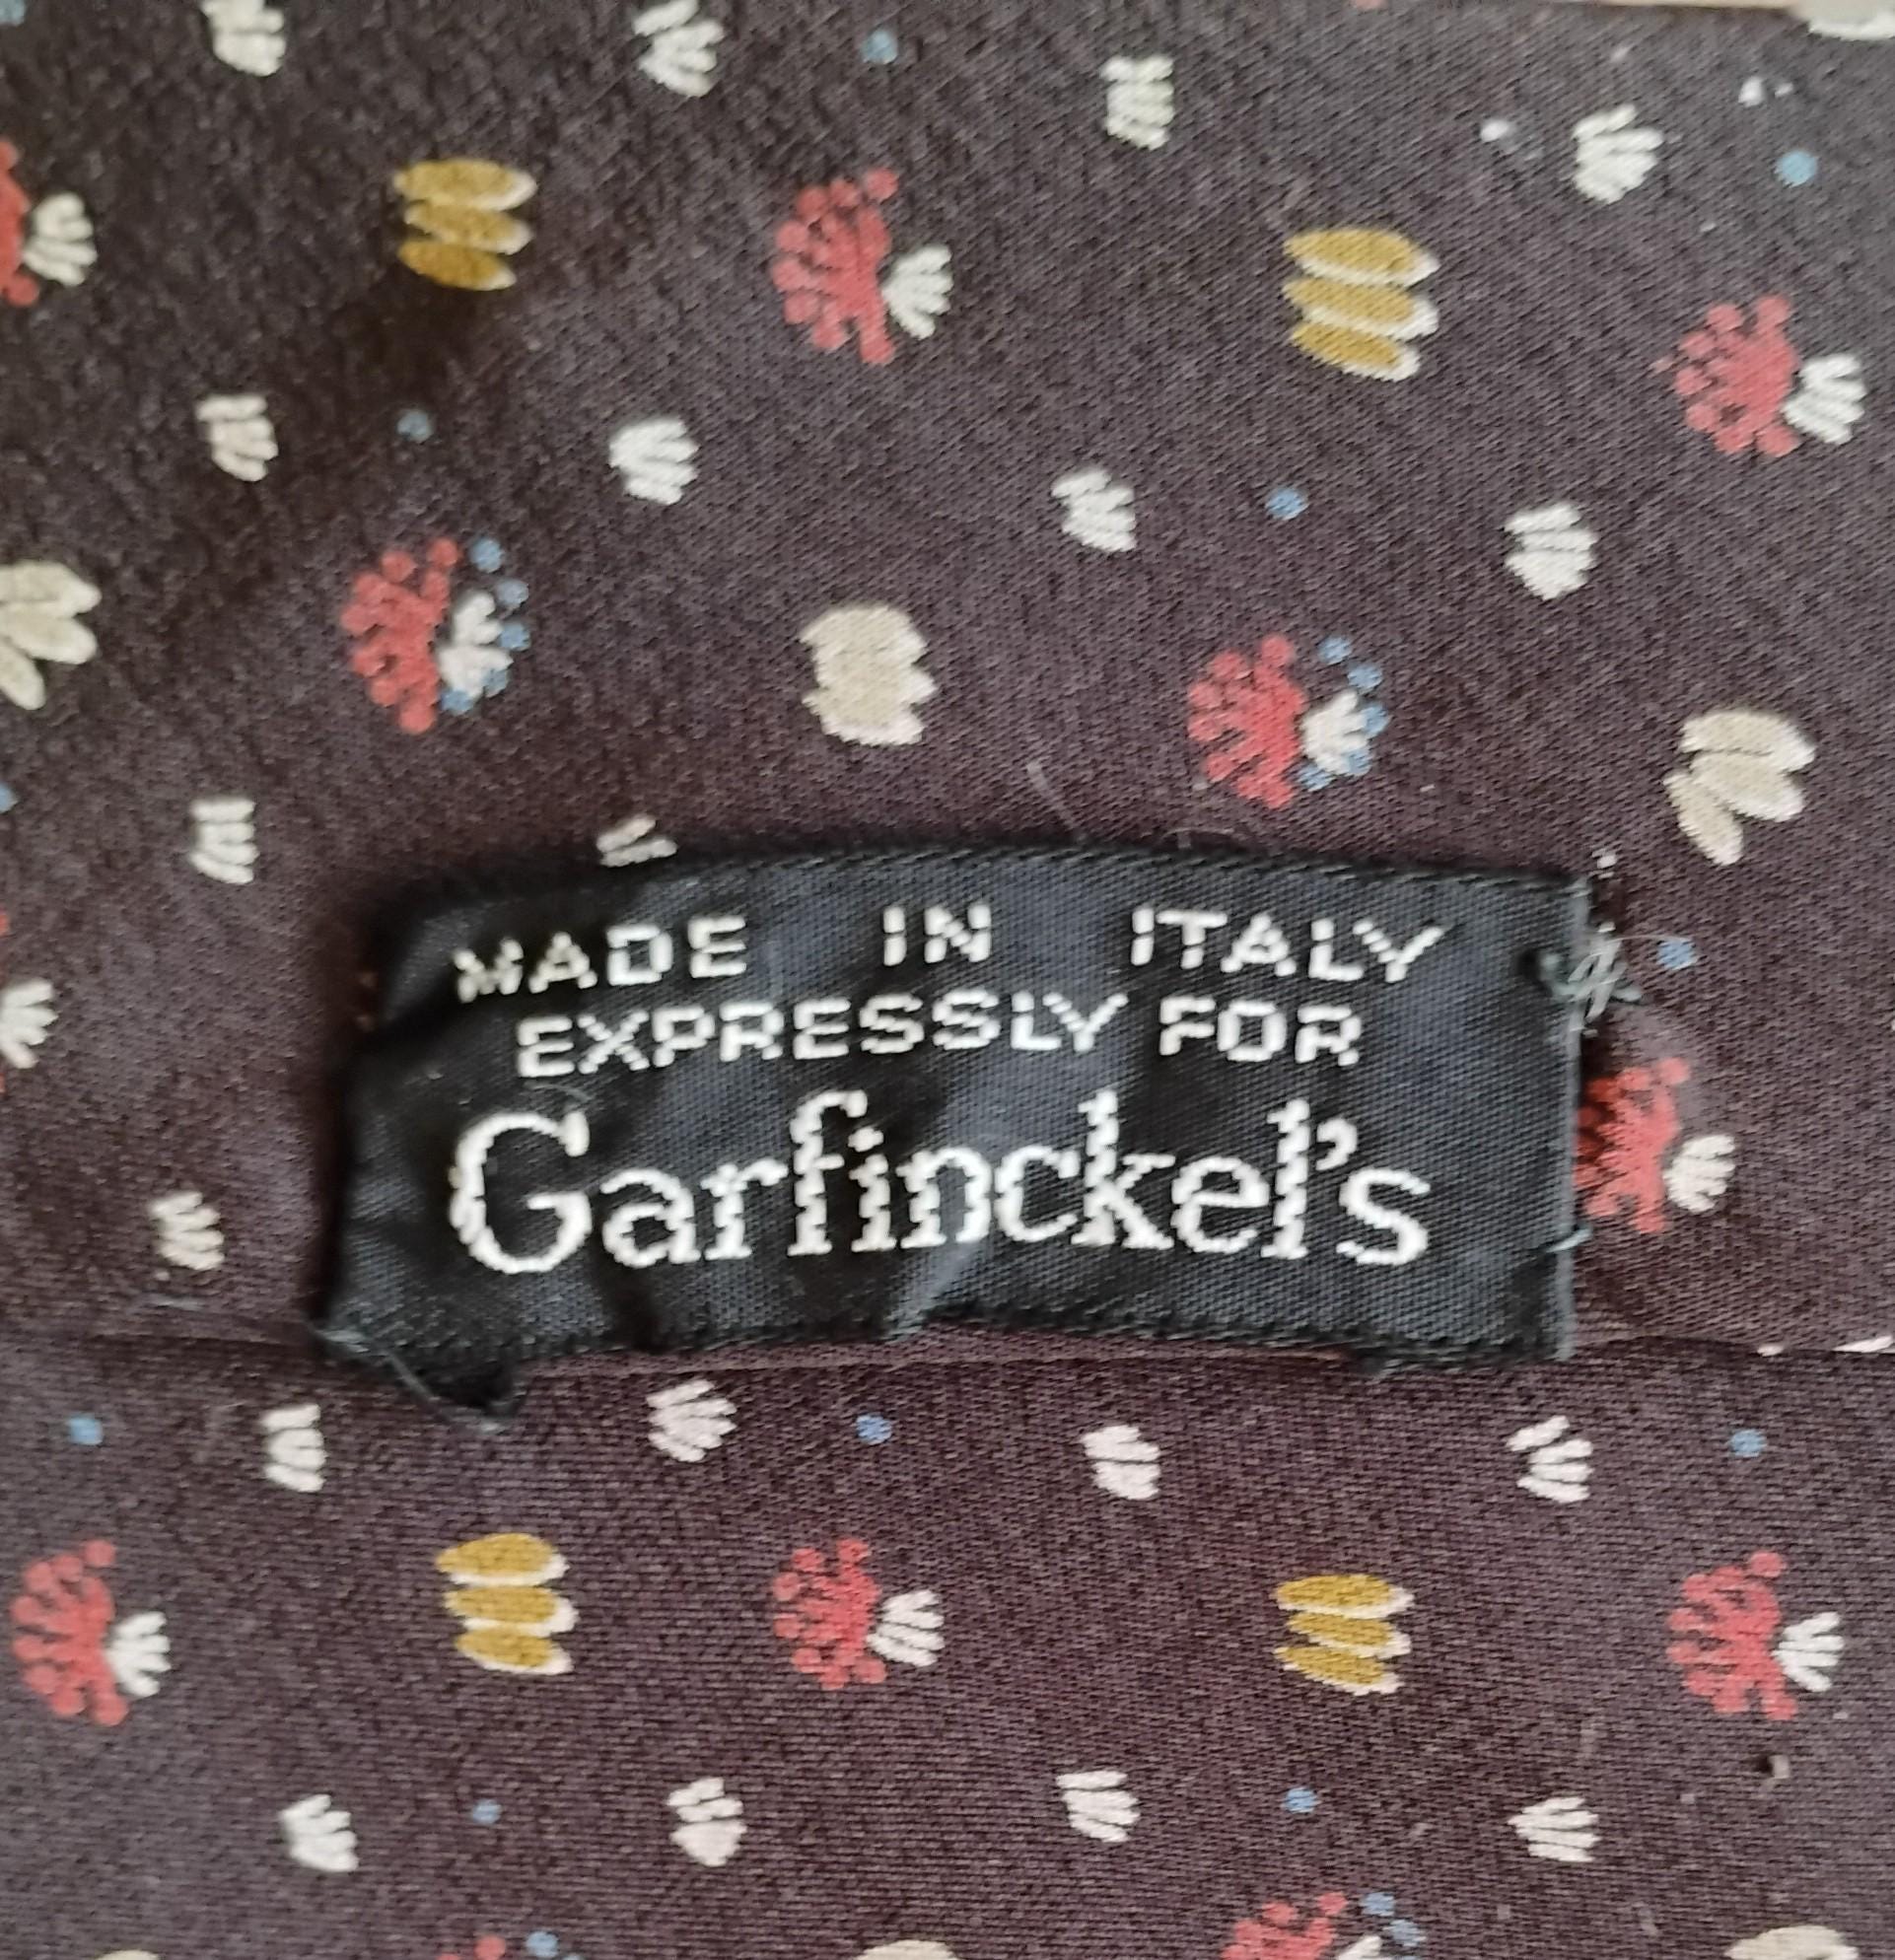 MADE IN ITALY
EXPRESSLY FOR
Garfinckel's